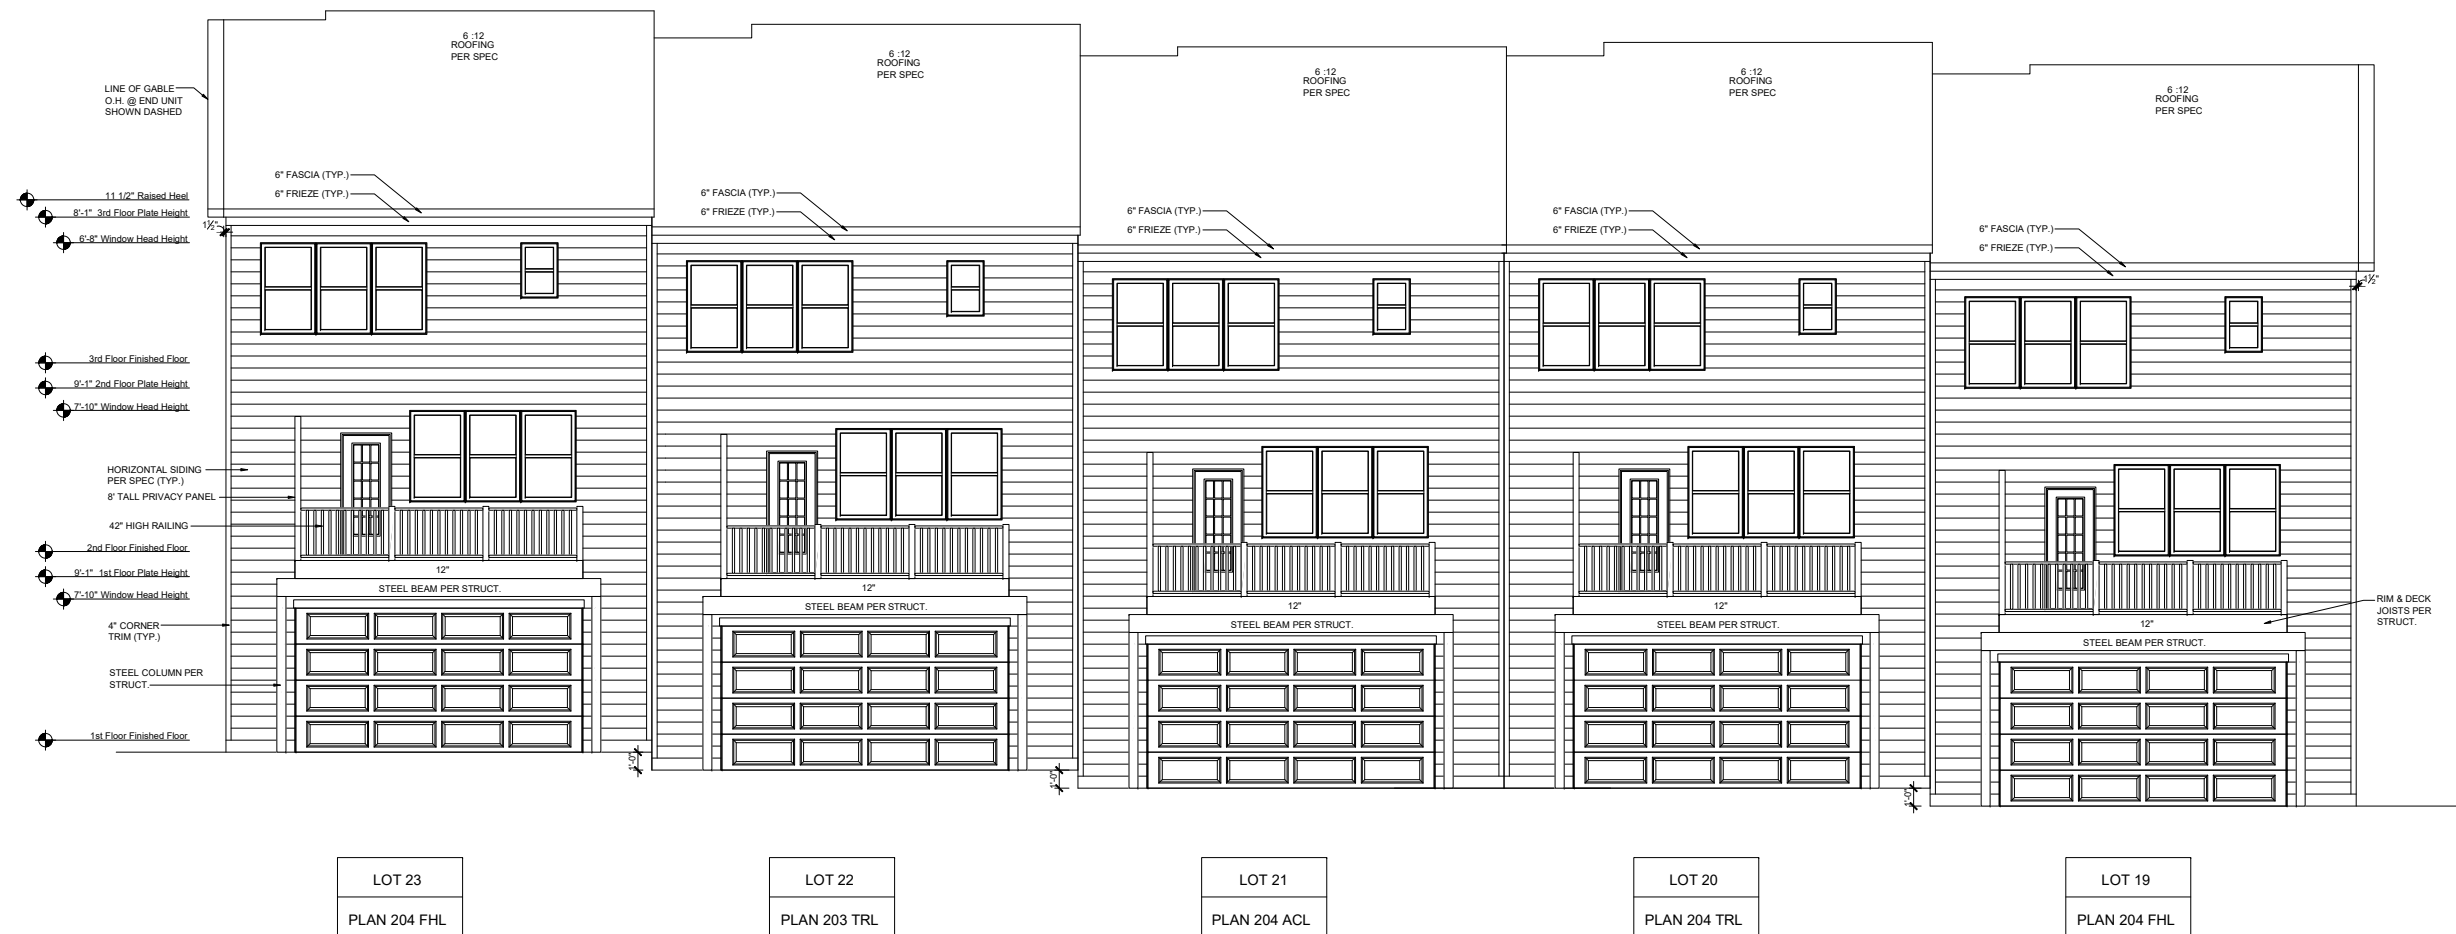 6 :12
ROOFING
PER SPEC
6 :12
ROOFING
PER SPEC
6 :12
ROOFING
PER SPEC
6 :12
ROOFING
PER SPEC
6 :12
ROOFING
PER SPEC
LINE OF GABLE
O.H. @ END UNIT
SHOWN DASHED
6" FASCIA (TYP.)
6" FRIEZE (TYP.)
6" FASCIA (TYP.)
6" FRIEZE (TYP.)
6" FASCIA (TYP.)
6" FRIEZE (TYP.)
6" FASCIA (TYP.)
6" FRIEZE (TYP.)
6" FASCIA (TYP.)
6" FRIEZE (TYP.)
11 1/2" Raised Heel
8'-1" 3rd Floor Plate Height
1½"
6'-8" Window Head Height
1½"
3rd Floor Finished Floor
9'-1" 2nd Floor Plate Height
7'-10" Window Head Height
HORIZONTAL SIDING
PER SPEC (TYP.)
8' TALL PRIVACY PANEL
42" HIGH RAILING
2nd Floor Finished Floor
9'-1" 1st Floor Plate Height
7'-10" Window Head Height
4" CORNER
TRIM (TYP.)
STEEL COLUMN PER
STRUCT.
1st Floor Finished Floor
12"
STEEL BEAM PER STRUCT.
12"
STEEL BEAM PER STRUCT.
12"
STEEL BEAM PER STRUCT.
12"
STEEL BEAM PER STRUCT.
12"
STEEL BEAM PER STRUCT.
RIM & DECK
JOISTS PER
STRUCT.
1'-0"
1'-0"
1'-0"
LOT 23
PLAN 204 FHL
LOT 22
PLAN 203 TRL
LOT 21
PLAN 204 ACL
LOT 20
PLAN 204 TRL
LOT 19
PLAN 204 FHL